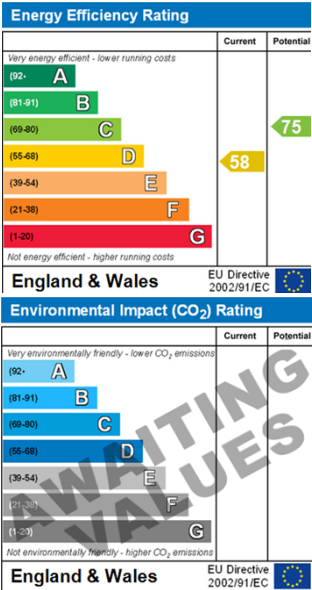 Energy Efficiency Rating
Current Potential
Very energy efficient - lower running costs
(92- A
(81-91) B
(69-80) C
75
(55-68) D
58
(39-54) E
(21-38) F
(1-20) G
Not energy efficient - higher running costs
England & Wales
EU Directive
2002/91/EC
Environmental Impact (CO2) Rating
Current Potential
Very environmentally friendly - lower CO2 emissions
(92- A
(81-91) B
(69-80) C
(55-68) D
(39-54) E
(21-38) F
(1-20) G
AWAITING
VALUES
Not environmentally friendly - higher CO2 emissions
England & Wales
EU Directive
2002/91/EC